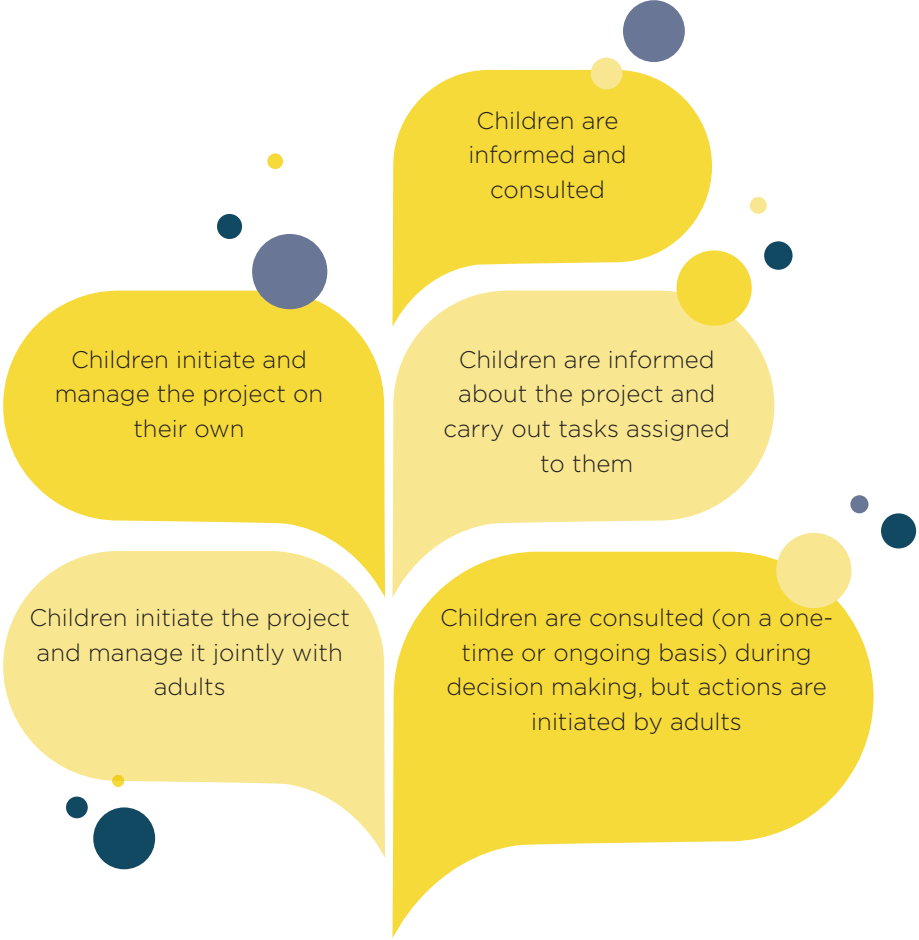 Children are
informed and
consulted
Children initiate and
manage the project on
their own
Children are informed
about the project and
carry out tasks assigned
to them
Children initiate the project
and manage it jointly with
adults
Children are consulted (on a one-
time or ongoing basis) during
decision making, but actions are
initiated by adults